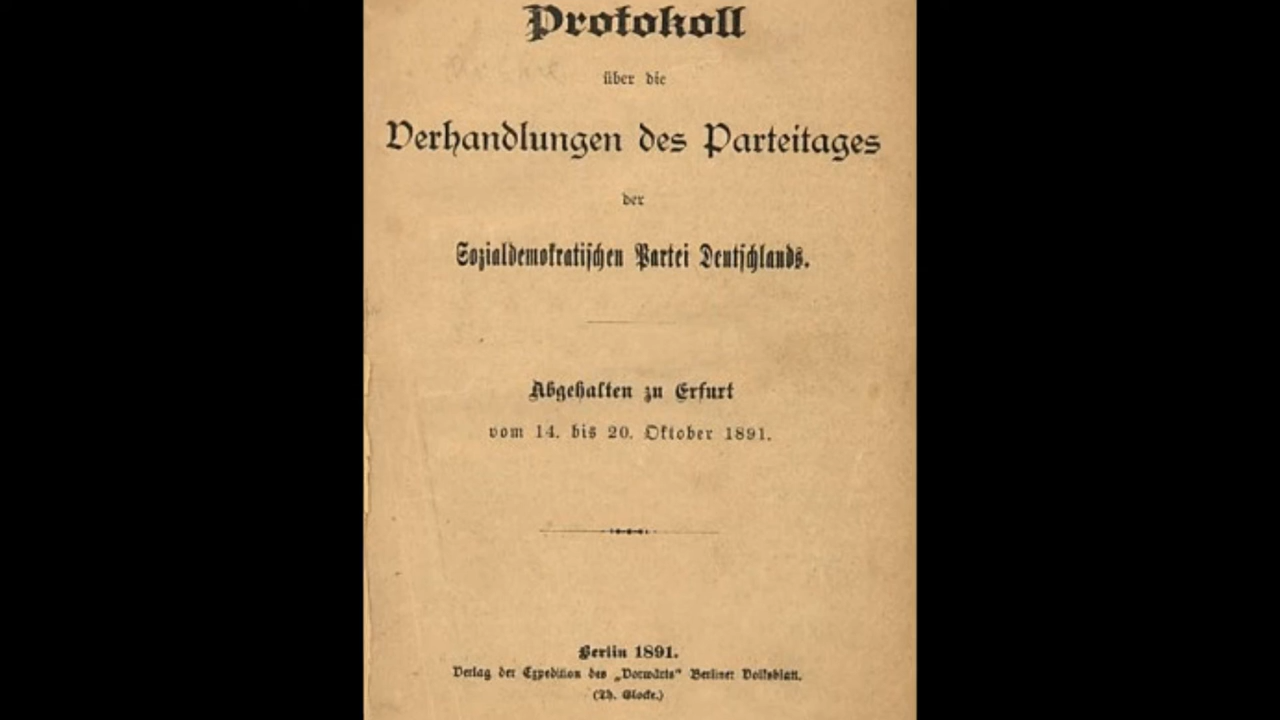 Protokoll
über die
Verhandlungen des Parteitages
der
Sozialdemokratischen Partei Deutschlands.
Abgehalten zu Erfurt
vom 14. bis 20. Oktober 1891.
Berlin 1891.
Verlag der Expedition des „Vorwärts“ Berliner Volksblatt.
(Th. Glocke.)